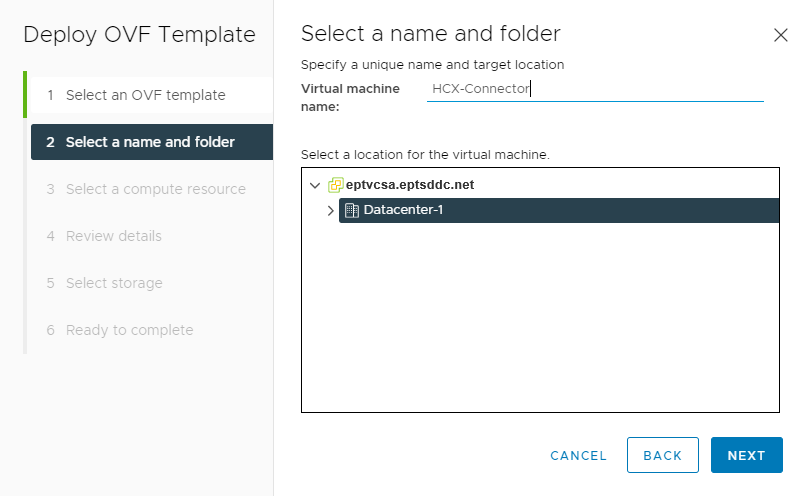 Deploy OVF Template
1 Select an OVF template
2 Select a name and folder
3 Select a compute resource
4 Review details
5 Select storage
6 Ready to complete
Select a name and folder
Specify a unique name and target location
Virtual machine
name:
HCX-Connector
Select a location for the virtual machine.
eptvcsa.eptsddc.net
Datacenter-1
CANCEL
BACK
NEXT